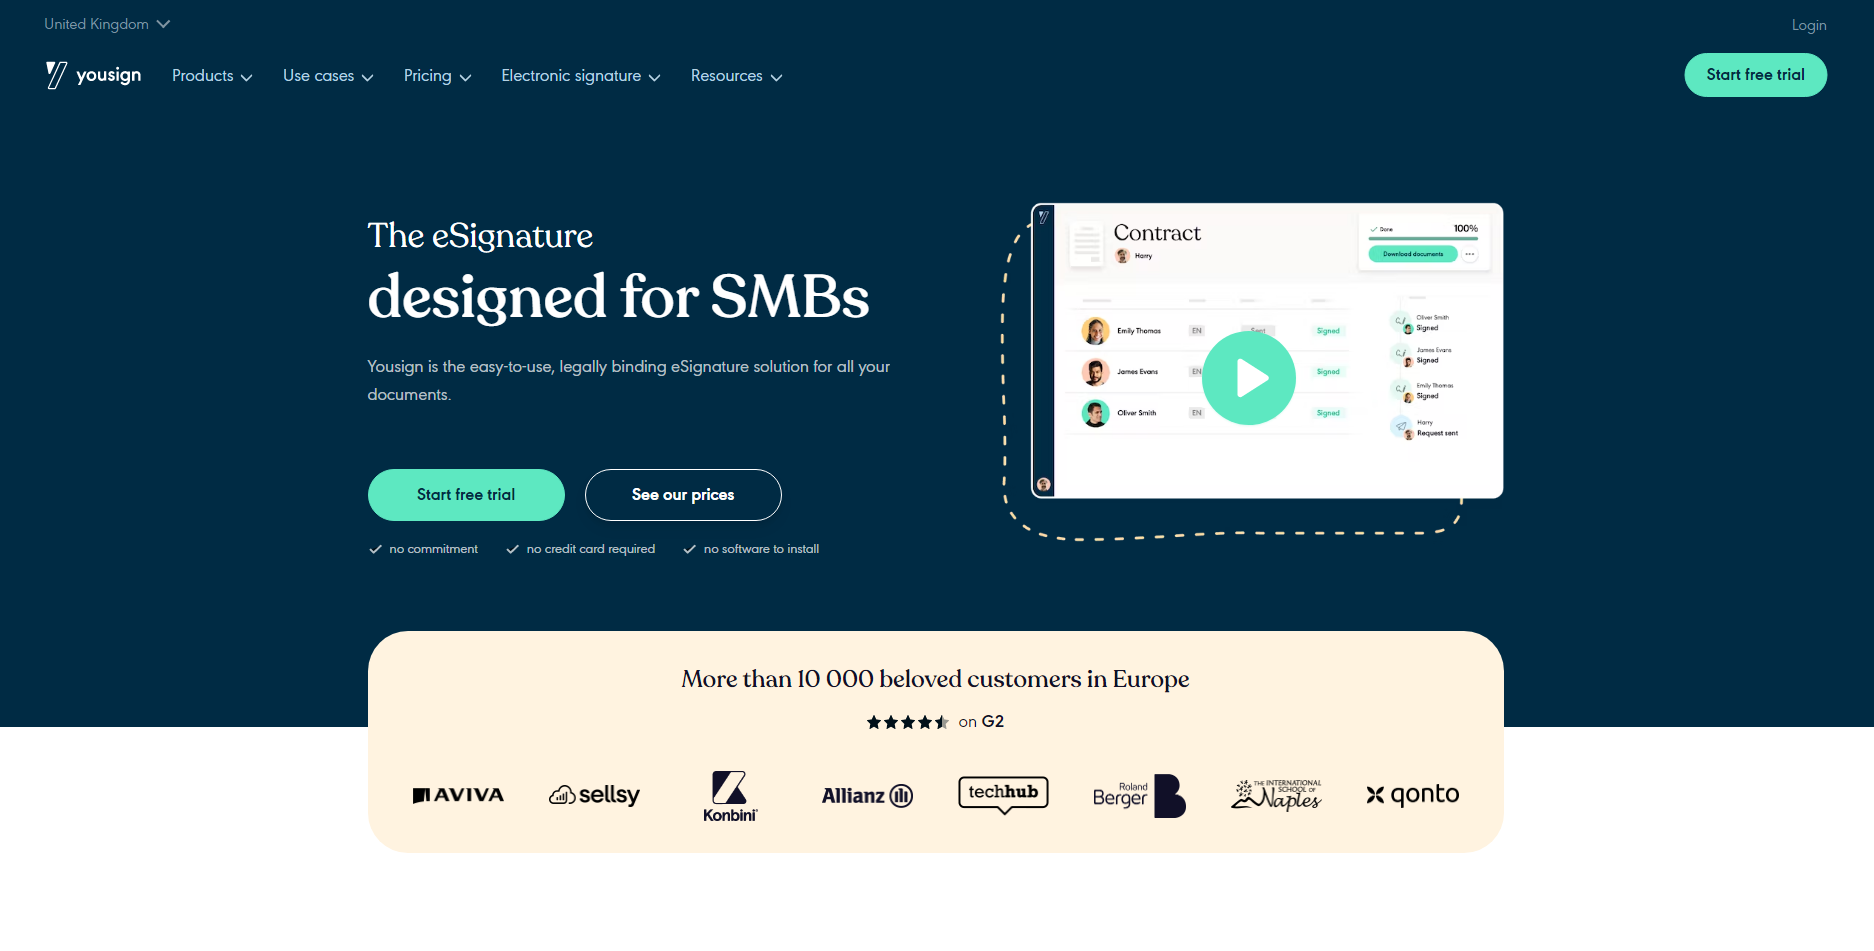 United Kingdom
Login
yousign
Products
Use cases
Pricing
Electronic signature
Resources
Start free trial
The eSignature
designed for SMBs
Yousign is the easy-to-use, legally binding eSignature solution for all your
documents.
Start free trial
See our prices
no commitment
no credit card required
no software to install
Contract
Harry
Done
100%
Download documents
Emily Thomas
EN
Sent
Signed
James Evans
EN
Signed
Oliver Smith
EN
Signed
Oliver Smith
Signed
James Evans
Signed
Emily Thomas
Signed
Harry
Request sent
More than 10 000 beloved customers in Europe
on G2
AVIVA
sellsy
Konbini
Allianz
techhub
Roland
Berger
THE INTERNATIONAL
SCHOOL OF
Naples
qonto